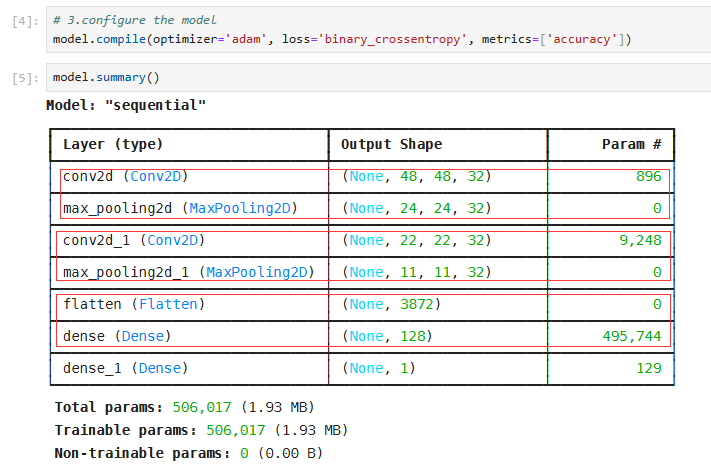 [4]: # 3.configure the model
model.compile(optimizer='adam', loss='binary_crossentropy', metrics=['accuracy'])
[5]: model.summary()
Model: "sequential"
Layer (type) Output Shape Param #
conv2d (Conv2D) (None, 48, 48, 32) 896
max_pooling2d (MaxPooling2D) (None, 24, 24, 32) 0
conv2d_1 (Conv2D) (None, 22, 22, 32) 9,248
max_pooling2d_1 (MaxPooling2D) (None, 11, 11, 32) 0
flatten (Flatten) (None, 3872) 0
dense (Dense) (None, 128) 495,744
dense_1 (Dense) (None, 1) 129
Total params: 506,017 (1.93 MB)
Trainable params: 506,017 (1.93 MB)
Non-trainable params: 0 (0.00 B)